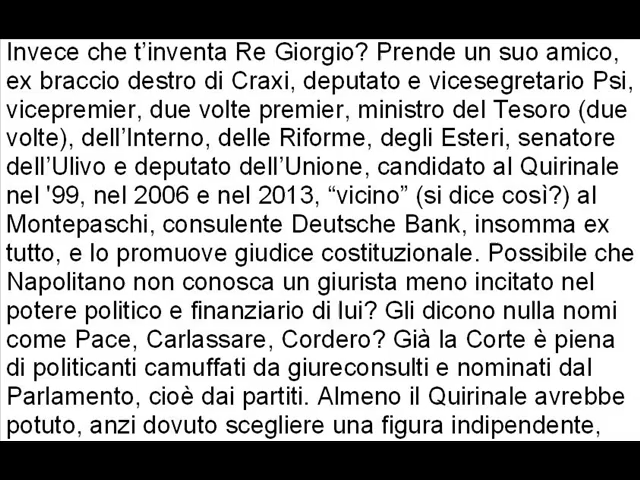 Invece che t’inventa Re Giorgio? Prende un suo amico,
ex braccio destro di Craxi, deputato e vicesegretario Psi,
vicepremier, due volte premier, ministro del Tesoro (due
volte), dell’Interno, delle Riforme, degli Esteri, senatore
dell’Ulivo e deputato dell’Unione, candidato al Quirinale
nel '99, nel 2006 e nel 2013, “vicino” (si dice così?) al
Montepaschi, consulente Deutsche Bank, insomma ex
tutto, e lo promuove giudice costituzionale. Possibile che
Napolitano non conosca un giurista meno incitato nel
potere politico e finanziario di lui? Gli dicono nulla nomi
come Pace, Carlassare, Cordero? Già la Corte è piena
di politicanti camuffati da giureconsulti e nominati dal
Parlamento, cioè dai partiti. Almeno il Quirinale avrebbe
potuto, anzi dovuto scegliere una figura indipendente,